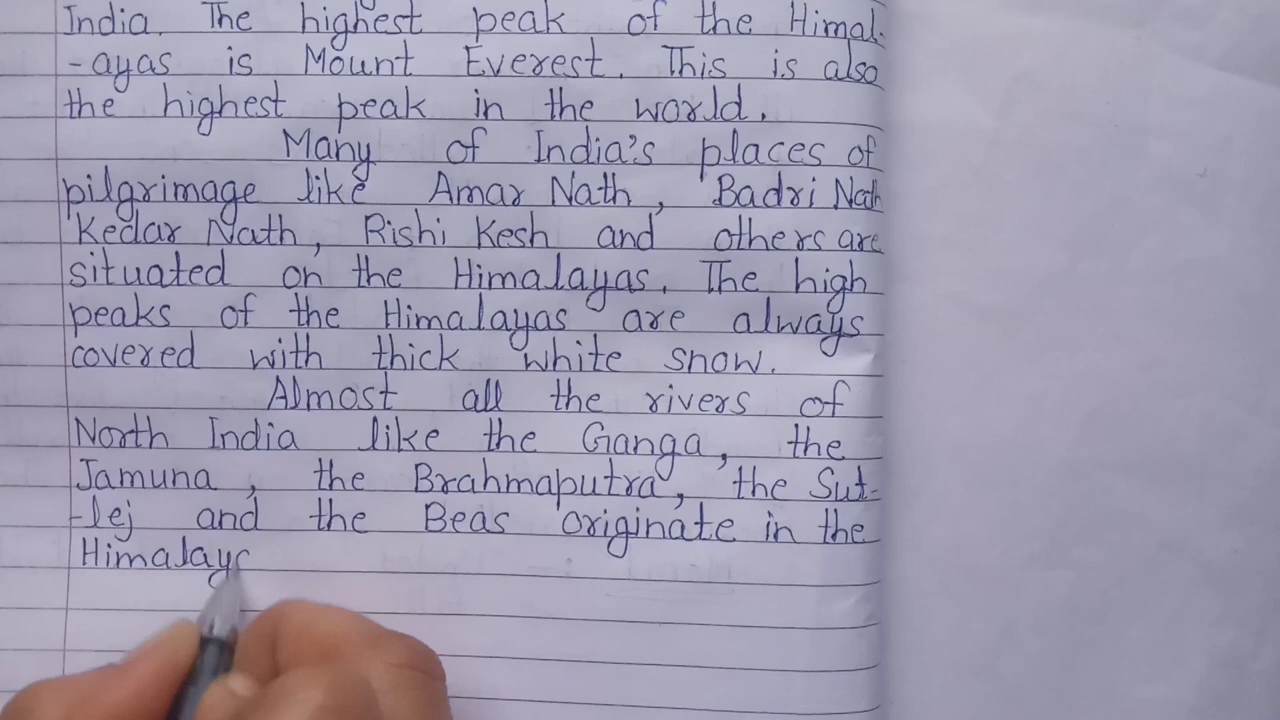 India. The highest peak of the Himal-
-ayas is Mount Everest. This is also
the highest peak in the world.
Many of India's places of
pilgrimage like Amar Nath, Badri Nath
Kedar Nath, Rishi Kesh and others are
situated on the Himalayas. The high
peaks of the Himalayas are always
covered with thick white snow.
Almost all the rivers of
North India like the Ganga, the
Jamuna, the Brahmaputra, the Sut-
-lej and the Beas originate in the
Himalaya